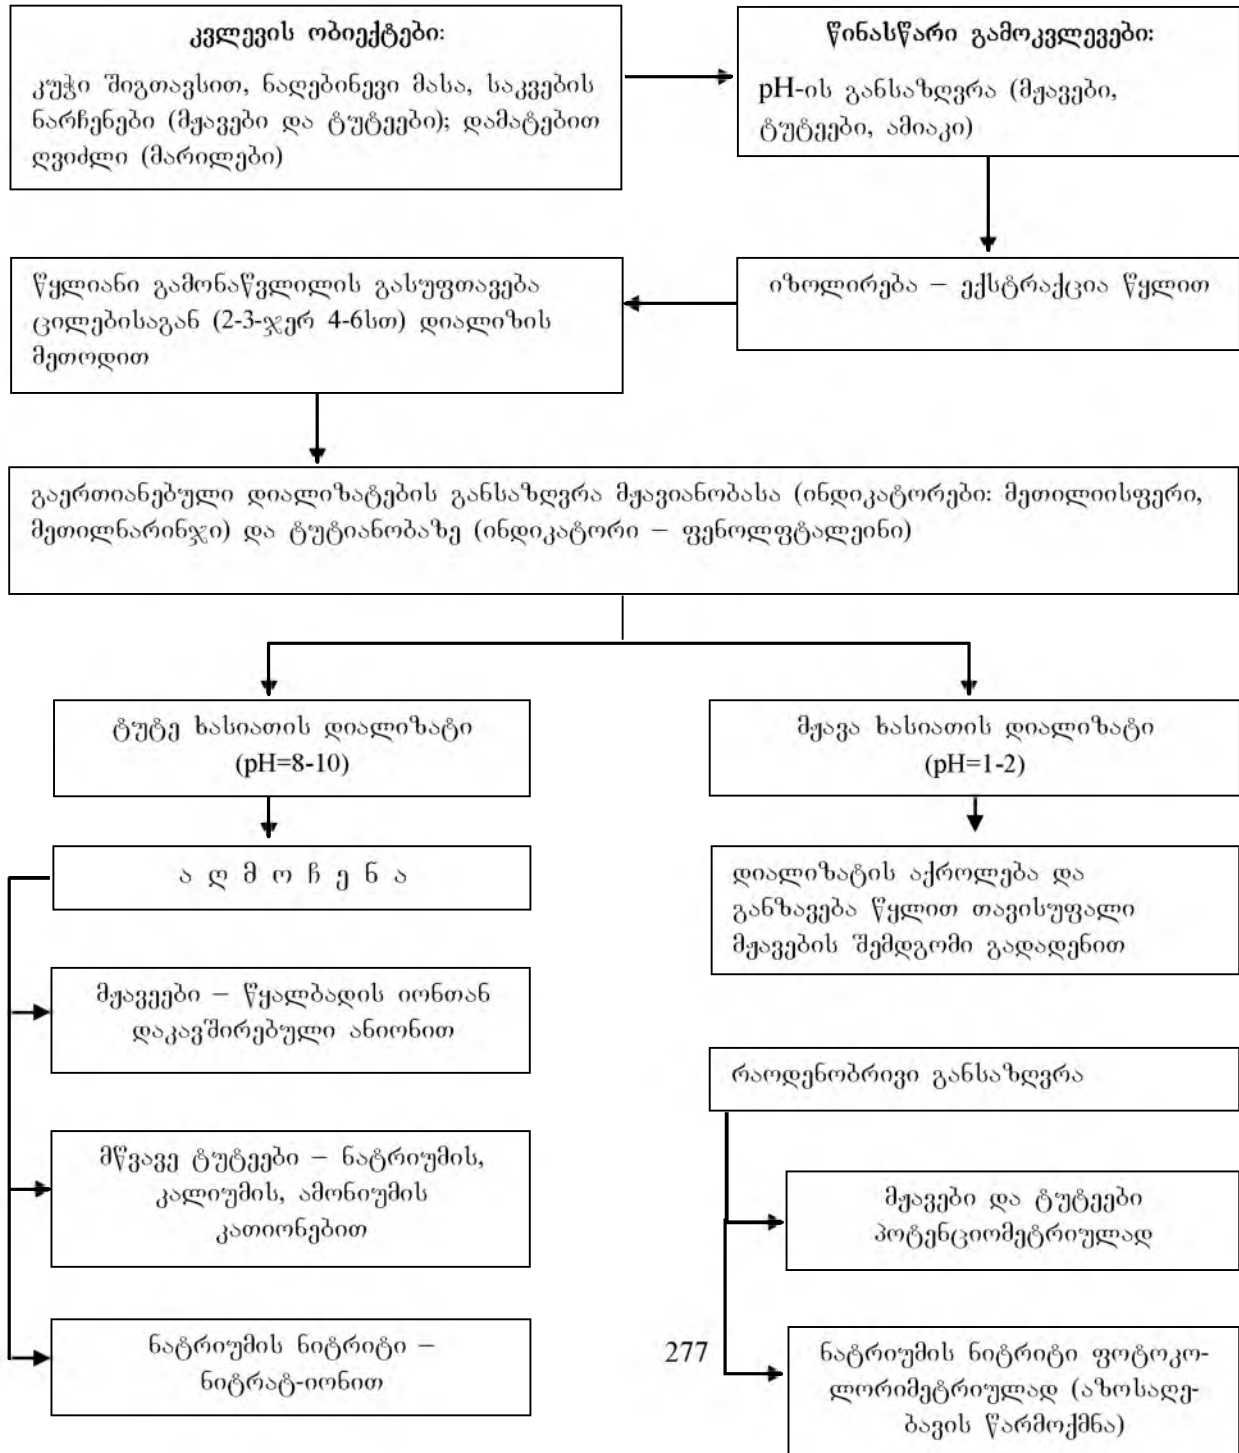 კვლევის ობიექტები:
კუჭი შიგთავსით, ნაღებინევი მასა, საკვების
ნარჩენები (მჟავები და ტუტეები); დამატებით
ღვიძლი (მარილები)
წინასწარი გამოკვლევები:
pH-ის განსაზღვრა (მჟავები,
ტუტეები, ამიაკი)
იზოლირება – ექსტრაქცია წყლით
წყლიანი გამონაწვლილის გასუფთავება
ცილებისაგან (2-3-ჯერ 4-6სთ) დიალიზის
მეთოდით
გაერთიანებული დიალიზატების განსაზღვრა მჟავიანობასა (ინდიკატორები: მეთილიისფერი,
მეთილნარინჯი) და ტუტიანობაზე (ინდიკატორი – ფენოლფტალეინი)
ტუტე ხასიათის დიალიზატი
(pH=8-10)
ა ღ მ ო ჩ ე ნ ა
მჟავეები – წყალბადის იონთან
დაკავშირებული ანიონით
მწვავე ტუტეები – ნატრიუმის,
კალიუმის, ამონიუმის
კათიონებით
ნატრიუმის ნიტრიტი –
ნიტრატ-იონით
მჟავა ხასიათის დიალიზატი
(pH=1-2)
დიალიზატის აქროლება და
განზავება წყლით თავისუფალი
მჟავების შემდგომი გადადენით
რაოდენობრივი განსაზღვრა
მჟავები და ტუტეები
პოტენციომეტრიულად
277
ნატრიუმის ნიტრიტი ფოტოკო-
ლორიმეტრიულად (აზოსაღე-
ბავის წარმოქმნა)